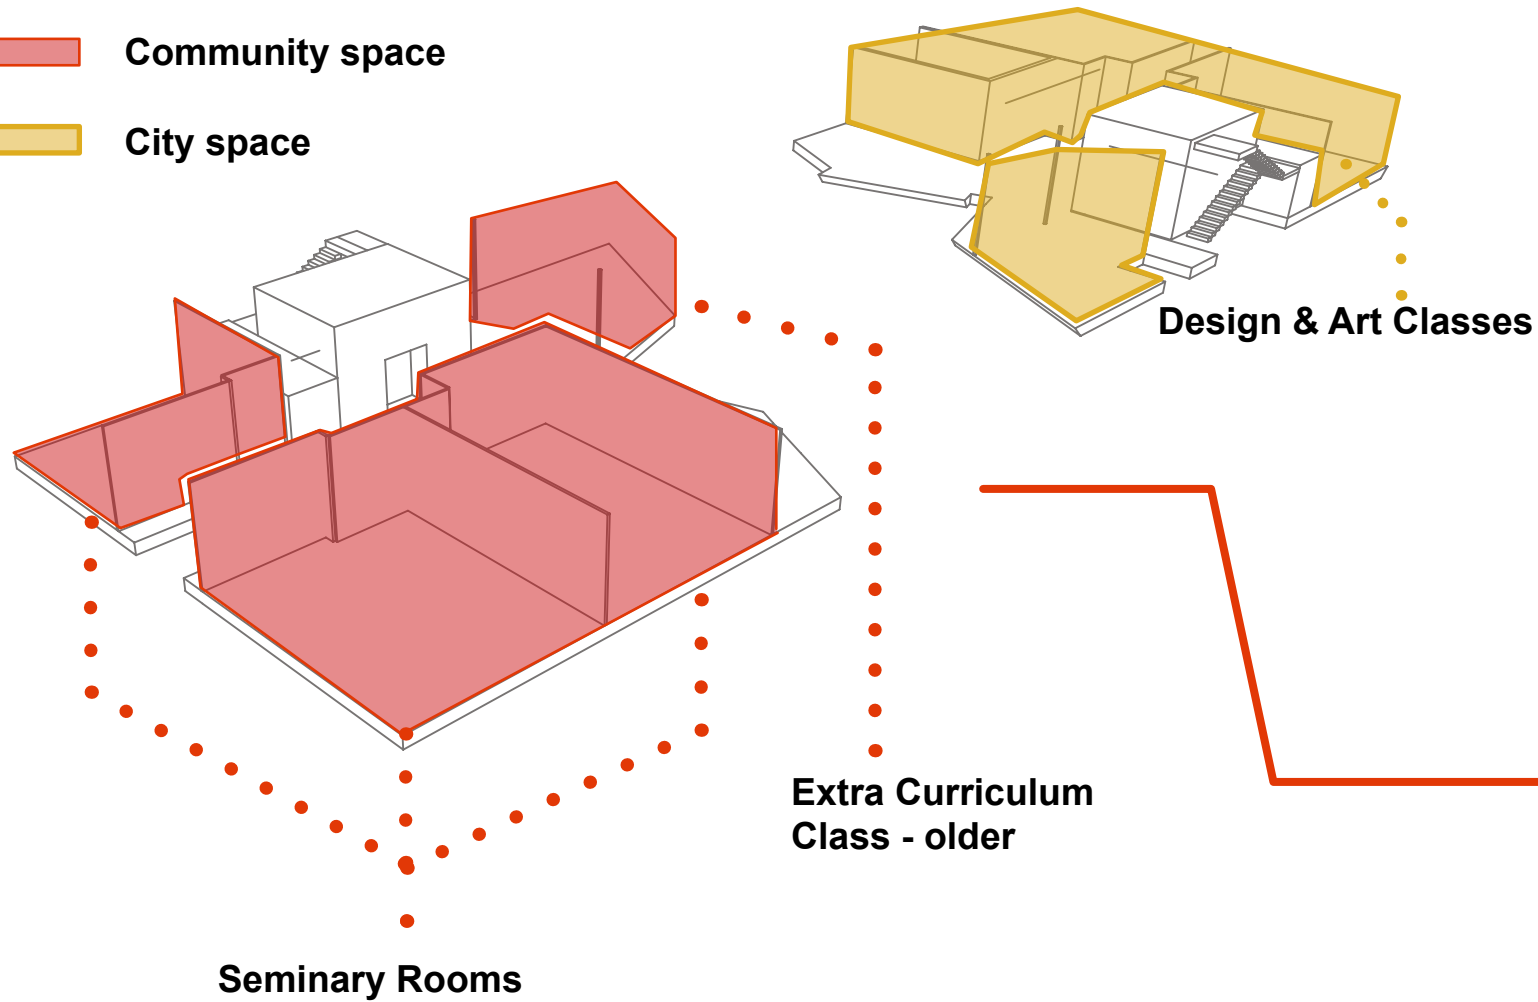 Community space
City space
Design & Art Classes
Extra Curriculum
Class - older
Seminary Rooms